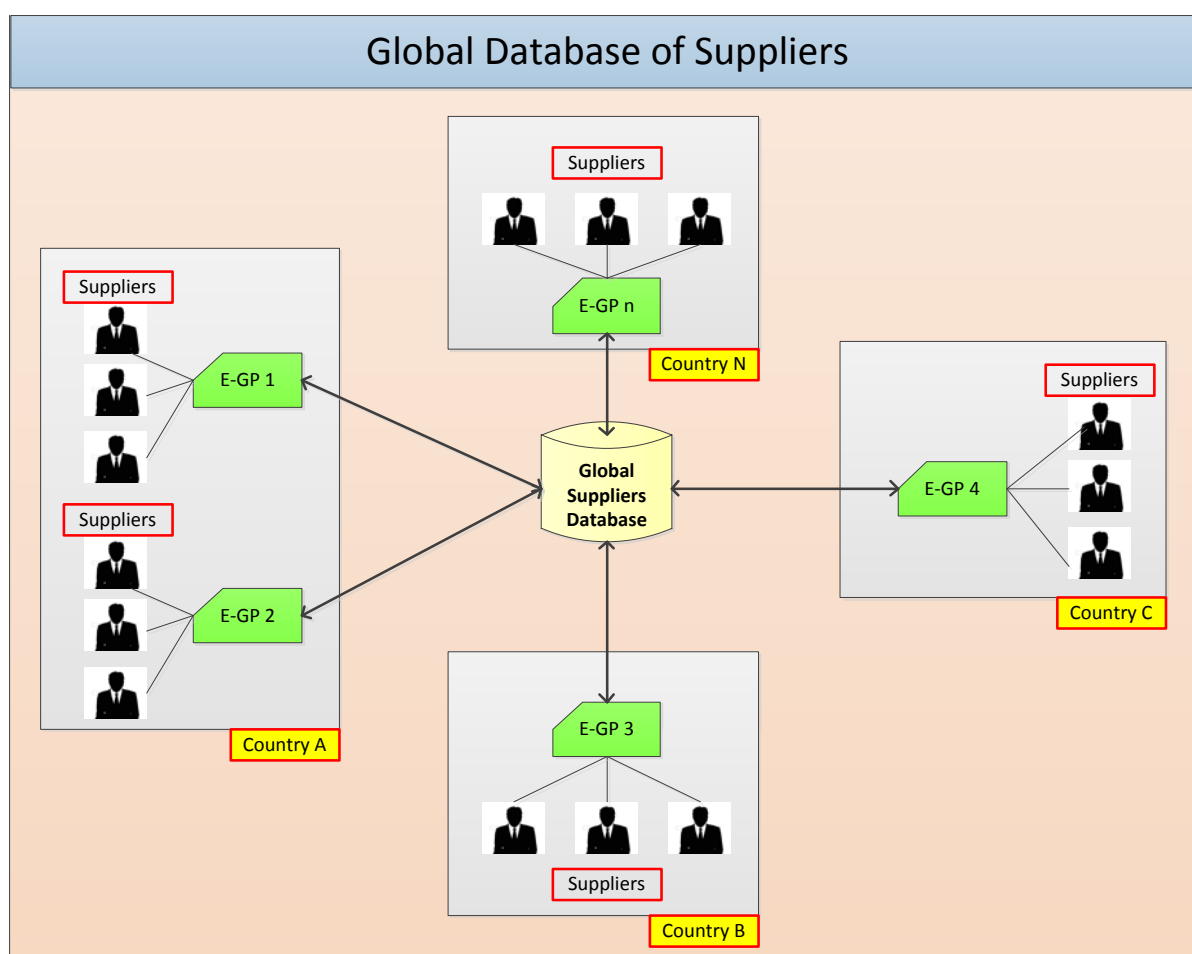 Global Database of Suppliers
Suppliers
E-GP n
Country N
Suppliers
E-GP 1
Suppliers
E-GP 2
Country A
Global
Suppliers
Database
Suppliers
E-GP 4
Country C
E-GP 3
Suppliers
Country B